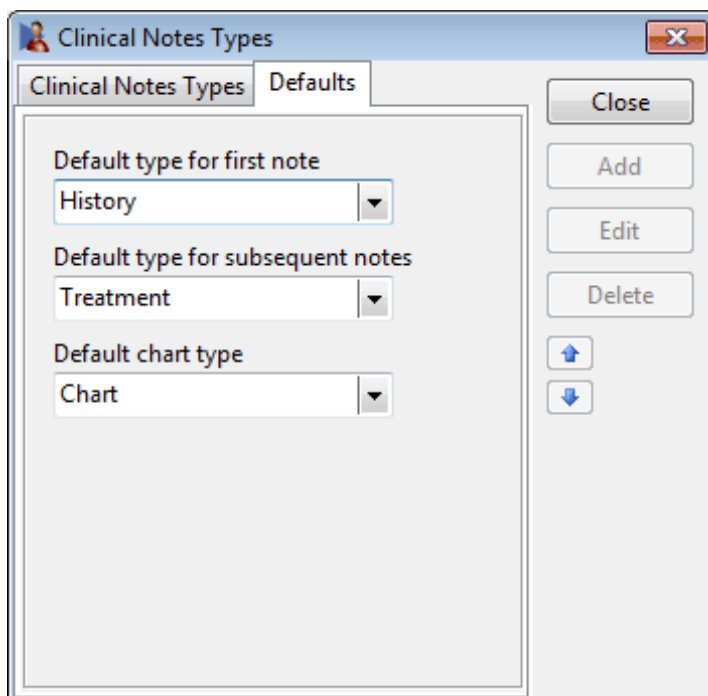 Clinical Notes Types
Clinical Notes Types
Defaults
Close
Default type for first note
Add
History
Edit
Default type for subsequent notes
Treatment
Delete
Default chart type
Chart